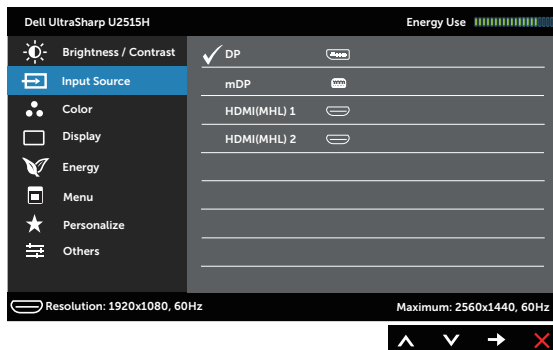 Dell UltraSharp U2515H
Energy Use
Brightness / Contrast
Input Source
Color
Display
Energy
Menu
Personalize
Others
DP
mDP
HDMI(MHL) 1
HDMI(MHL) 2
Resolution: 1920x1080, 60Hz
Maximum: 2560x1440, 60Hz